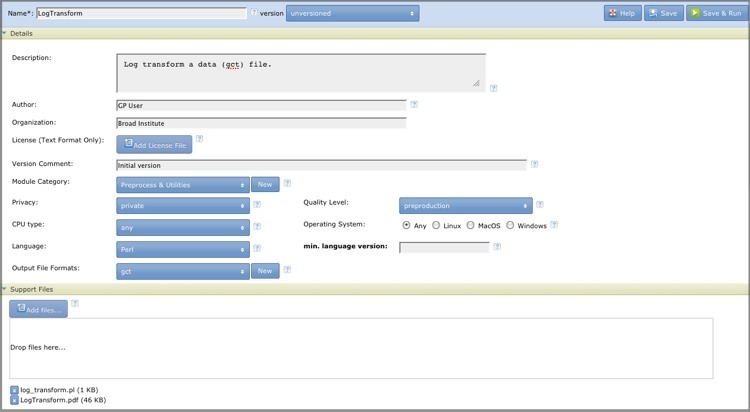 Name*: LogTransform ? version unversioned Help Save Save & Run
Details
Description: Log transform a data (gct) file. ?
Author: GP User ?
Organization: Broad Institute
License (Text Format Only): Add License File ?
Version Comment: Initial version ?
Module Category: Preprocess & Utilities New ?
Privacy: private ? Quality Level: preproduction ?
CPU type: any ? Operating System: Any Linux MacOS Windows ?
Language: Perl ? min. language version: ?
Output File Formats: gct New ?
Support Files
Add files... ?
Drop files here...
x log_transform.pl (1 KB)
x LogTransform.pdf (46 KB)